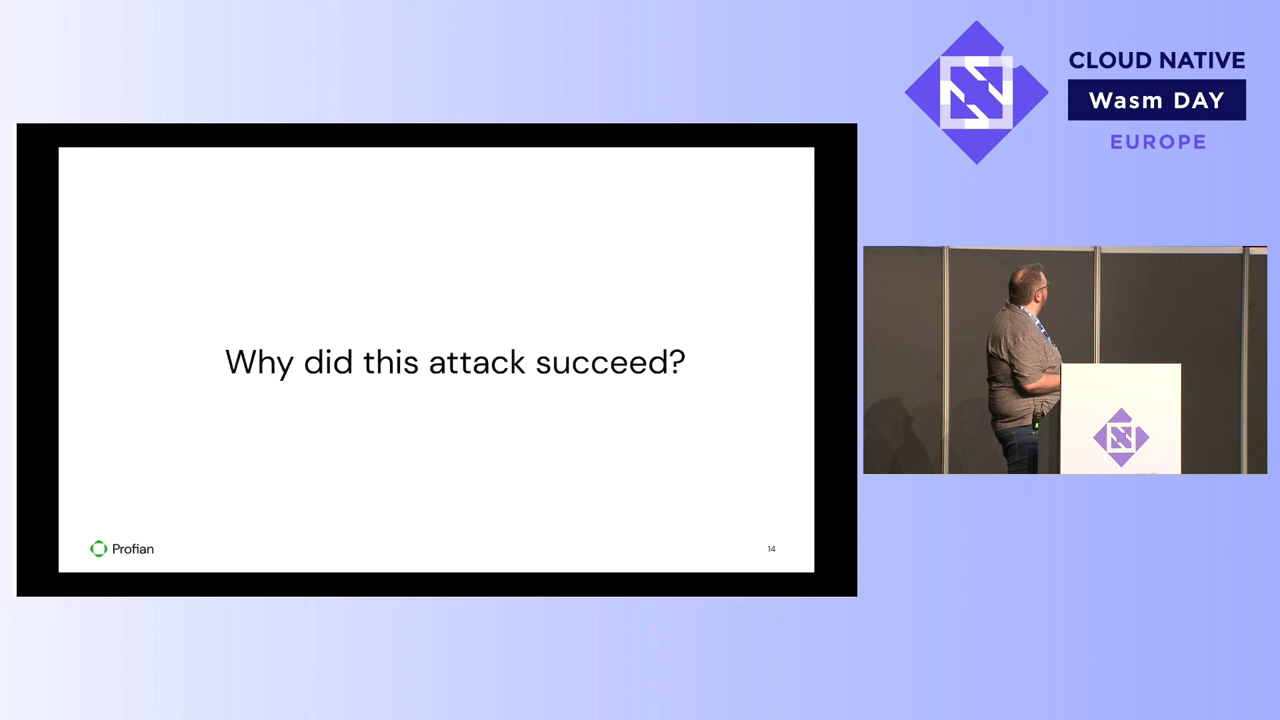 CLOUD NATIVE
Wasm DAY
EUROPE
Why did this attack succeed?
Profian
14